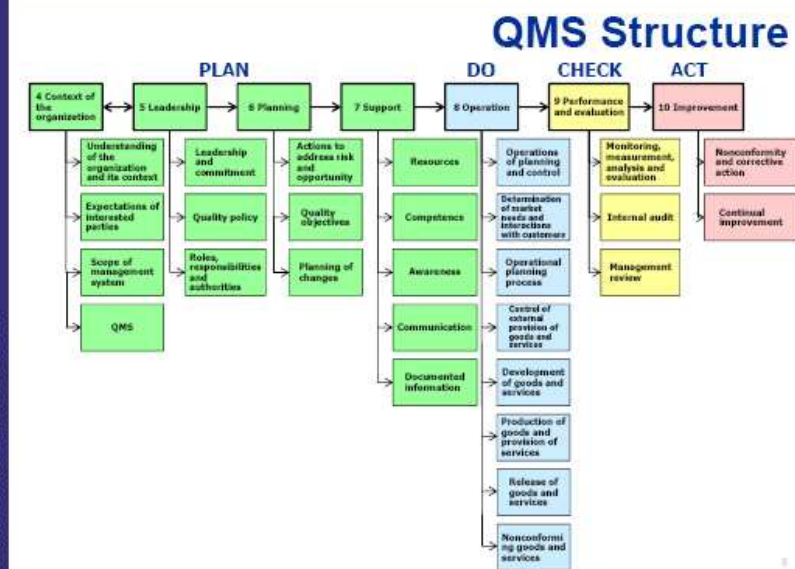 QMS Structure
PLAN
DO
CHECK
ACT
4 Context of
the
organization
5 Leadership
6 Planning
7 Support
8 Operation
9 Performance
and evaluation
10 Improvement
Understanding
of the
organization
and its context
Expectations of
interested
parties
Scope of
management
system
QMS
Leadership
and
commitment
Quality policy
Roles,
responsibilities
and
authorities
Actions to
address risk
and
opportunity
Quality
objectives
Planning of
changes
Resources
Competence
Awareness
Communication
Documented
information
Operations
of planning
and control
Determination
of market
needs and
interactions
with customers
Operational
planning
process
Control of
external
provision of
goods and
services
Development
of goods and
services
Production of
goods and
provision of
services
Release of
goods and
services
Nonconformi
ng goods and
services
Monitoring,
measurement,
analysis and
evaluation
Internal audit
Management
review
Nonconformity
and corrective
action
Continual
improvement